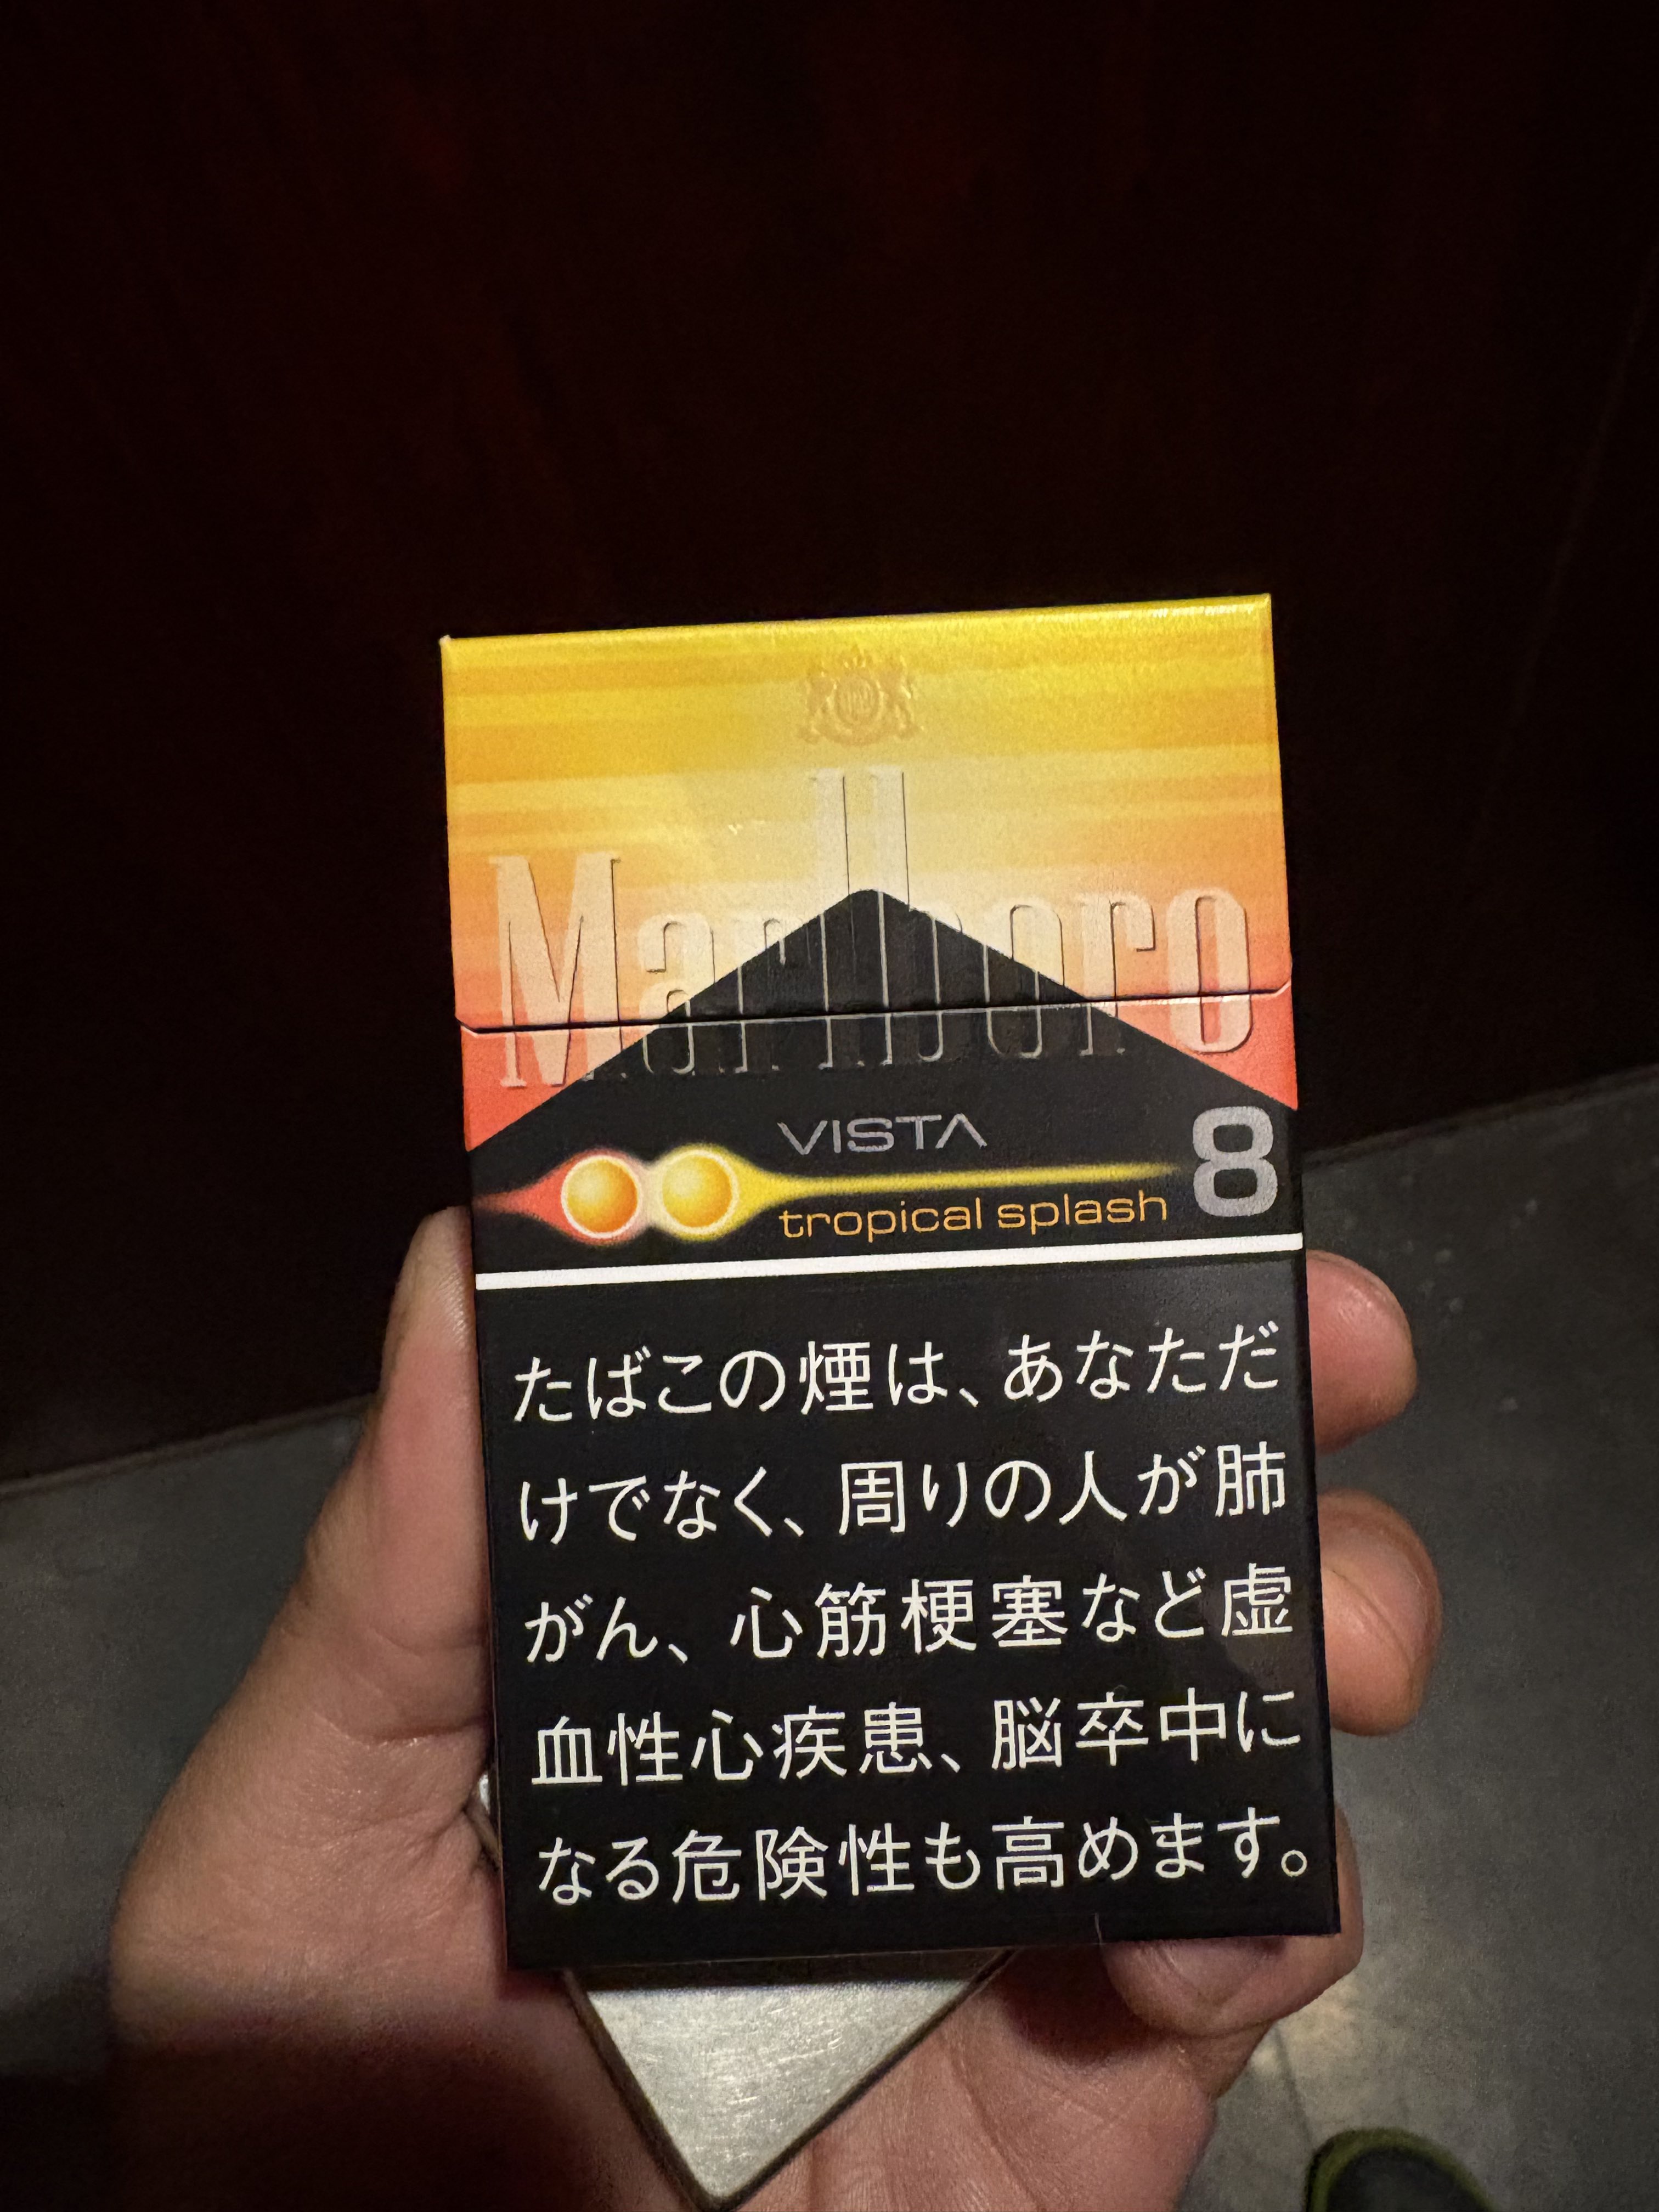 Marlboro
VISTA
tropical splash
8
たばこの煙は、あなただ
けでなく、周りの人が肺
がん、心筋梗塞など虚
血性心疾患、脳卒中に
なる危険性も高めます。